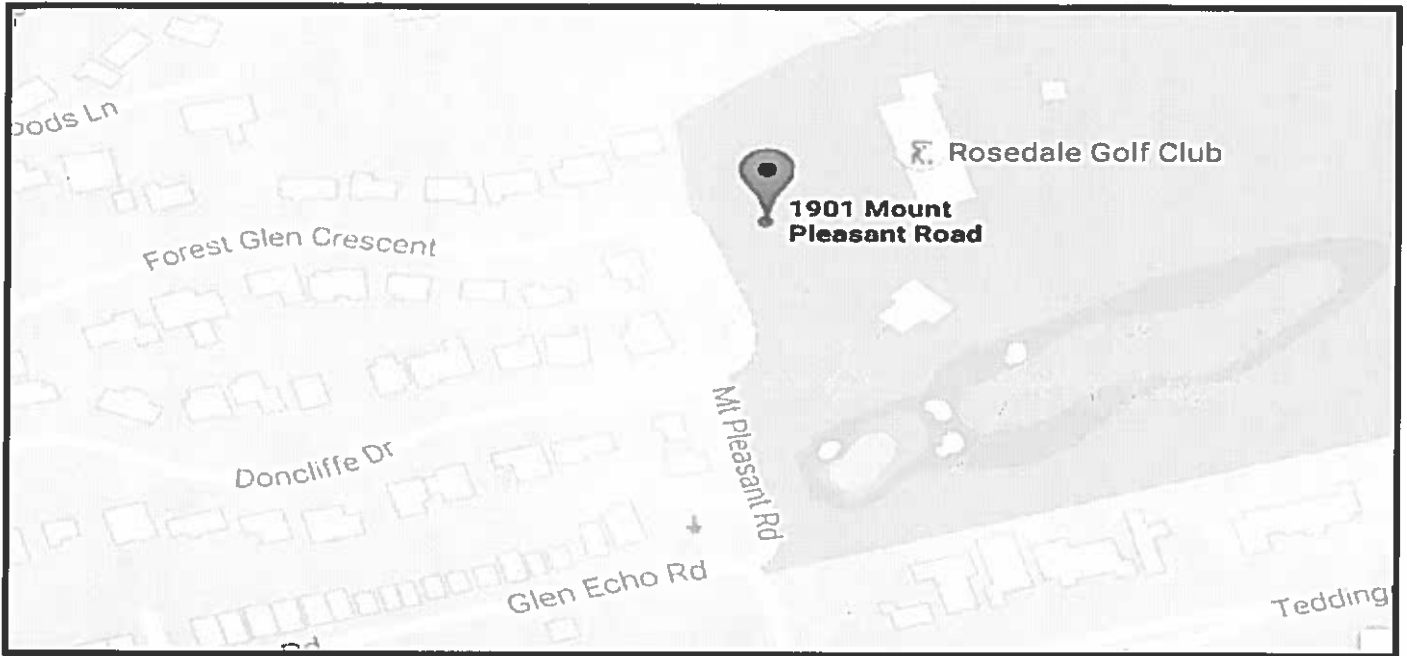 oods Ln
Rosedale Golf Club
1901 Mount
Pleasant Road
Forest Glen Crescent
Mt Pleasant Rd
Doncliffe Dr
Glen Echo Rd
Tedding